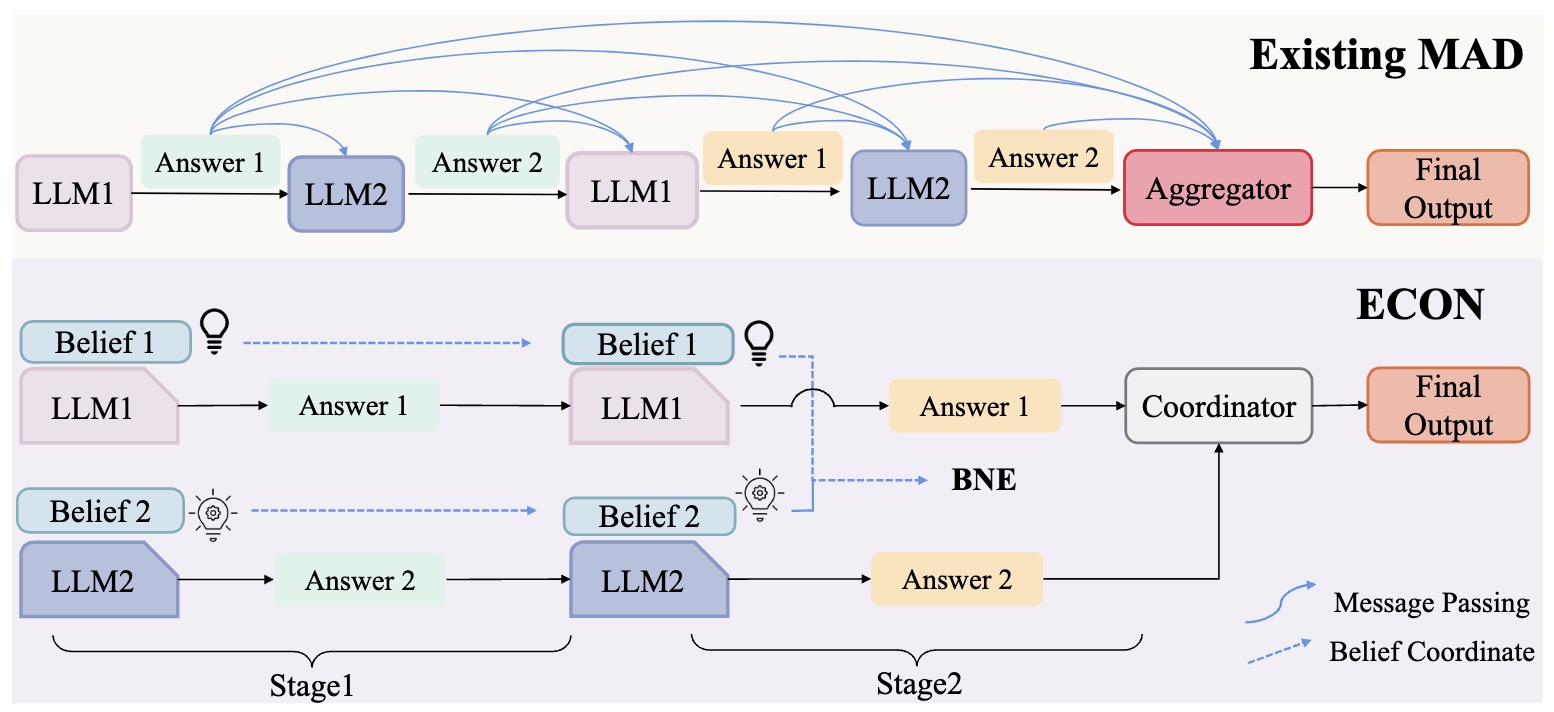 Existing MAD
LLM1
Answer 1
LLM2
Answer 2
LLM1
Answer 1
LLM2
Answer 2
Aggregator
Final
Output
ECON
Belief 1
LLM1
Answer 1
Belief 1
LLM1
Answer 1
Coordinator
Final
Output
BNE
Belief 2
LLM2
Answer 2
Belief 2
LLM2
Answer 2
Message Passing
Belief Coordinate
Stage1
Stage2